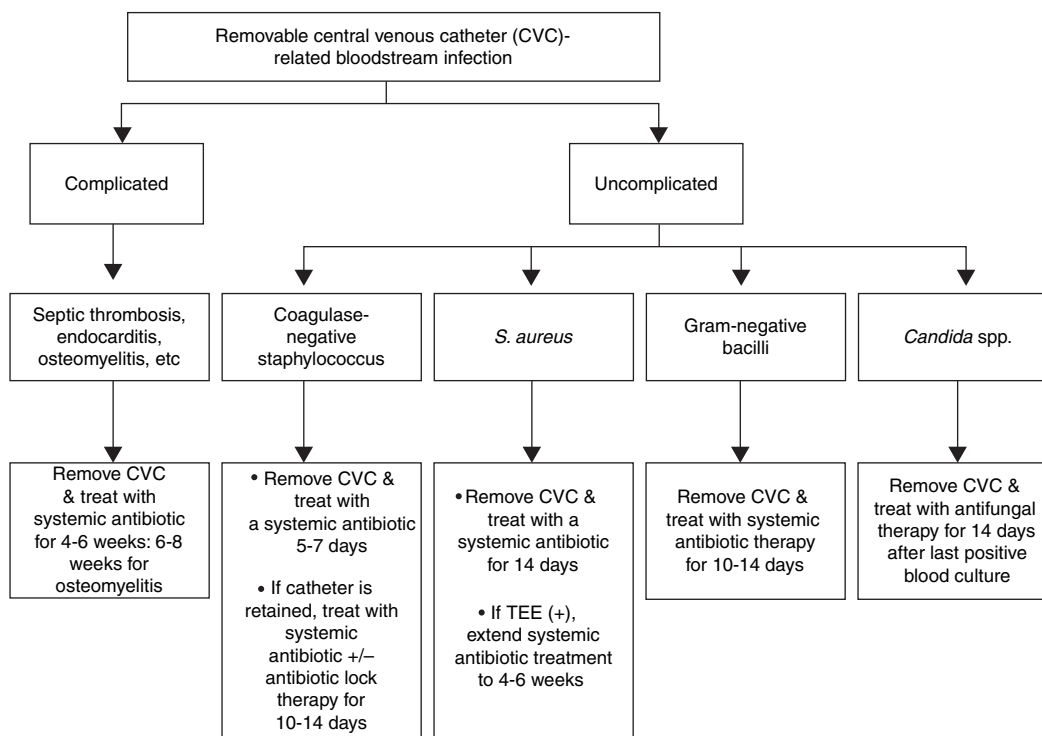 Removable central venous catheter (CVC)-
related bloodstream infection
Complicated
Uncomplicated
Septic thrombosis,
endocarditis,
osteomyelitis, etc
Coagulase-
negative
staphylococcus
S. aureus
Gram-negative
bacilli
Candida spp.
Remove CVC
& treat with
systemic antibiotic
for 4-6 weeks: 6-8
weeks for
osteomyelitis
• Remove CVC &
treat with
a systemic antibiotic
5-7 days
• If catheter is
retained, treat with
systemic
antibiotic +/–
antibiotic lock
therapy for
10-14 days
• Remove CVC &
treat with a
systemic antibiotic
for 14 days
• If TEE (+),
extend systemic
antibiotic treatment
to 4-6 weeks
Remove CVC &
treat with systemic
antibiotic therapy
for 10-14 days
Remove CVC &
treat with antifungal
therapy for 14 days
after last positive
blood culture